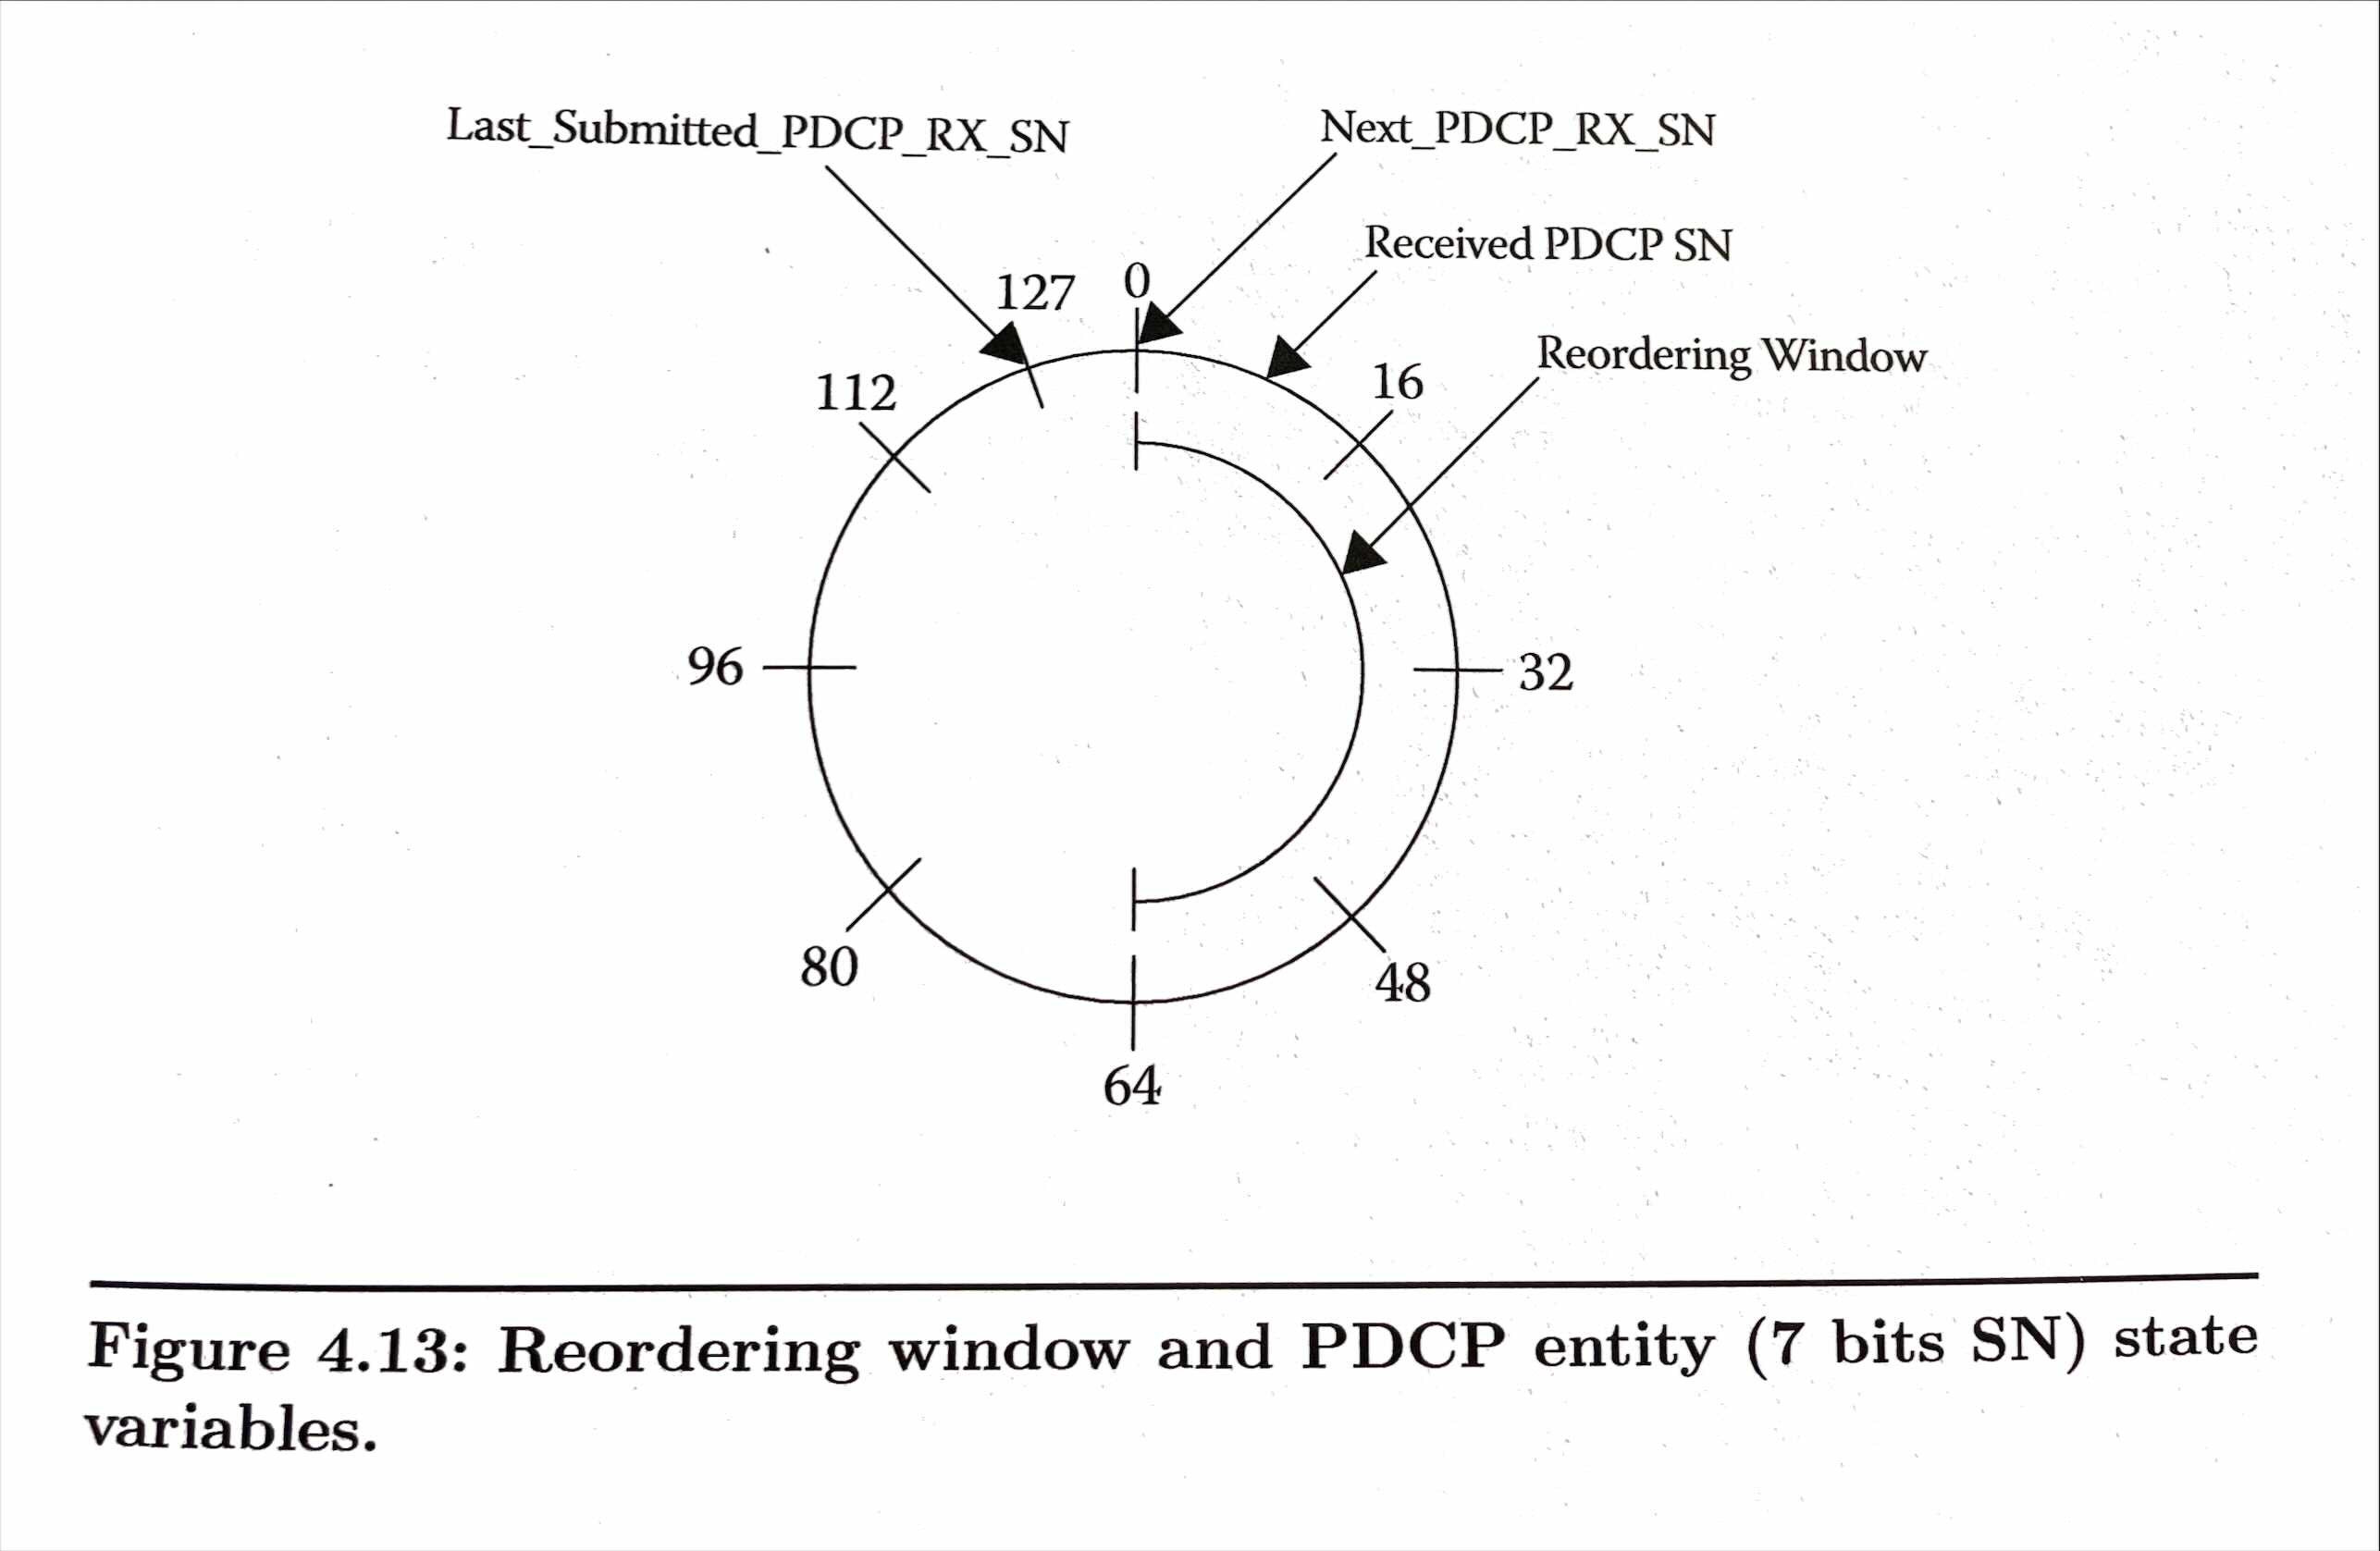 Last_Submitted_PDCP_RX_SN
Next_PDCP_RX_SN
Received PDCP SN
127
0
Reordering Window
112
16
96
32
80
48
64
Figure 4.13: Reordering window and PDCP entity (7 bits SN) state
variables.